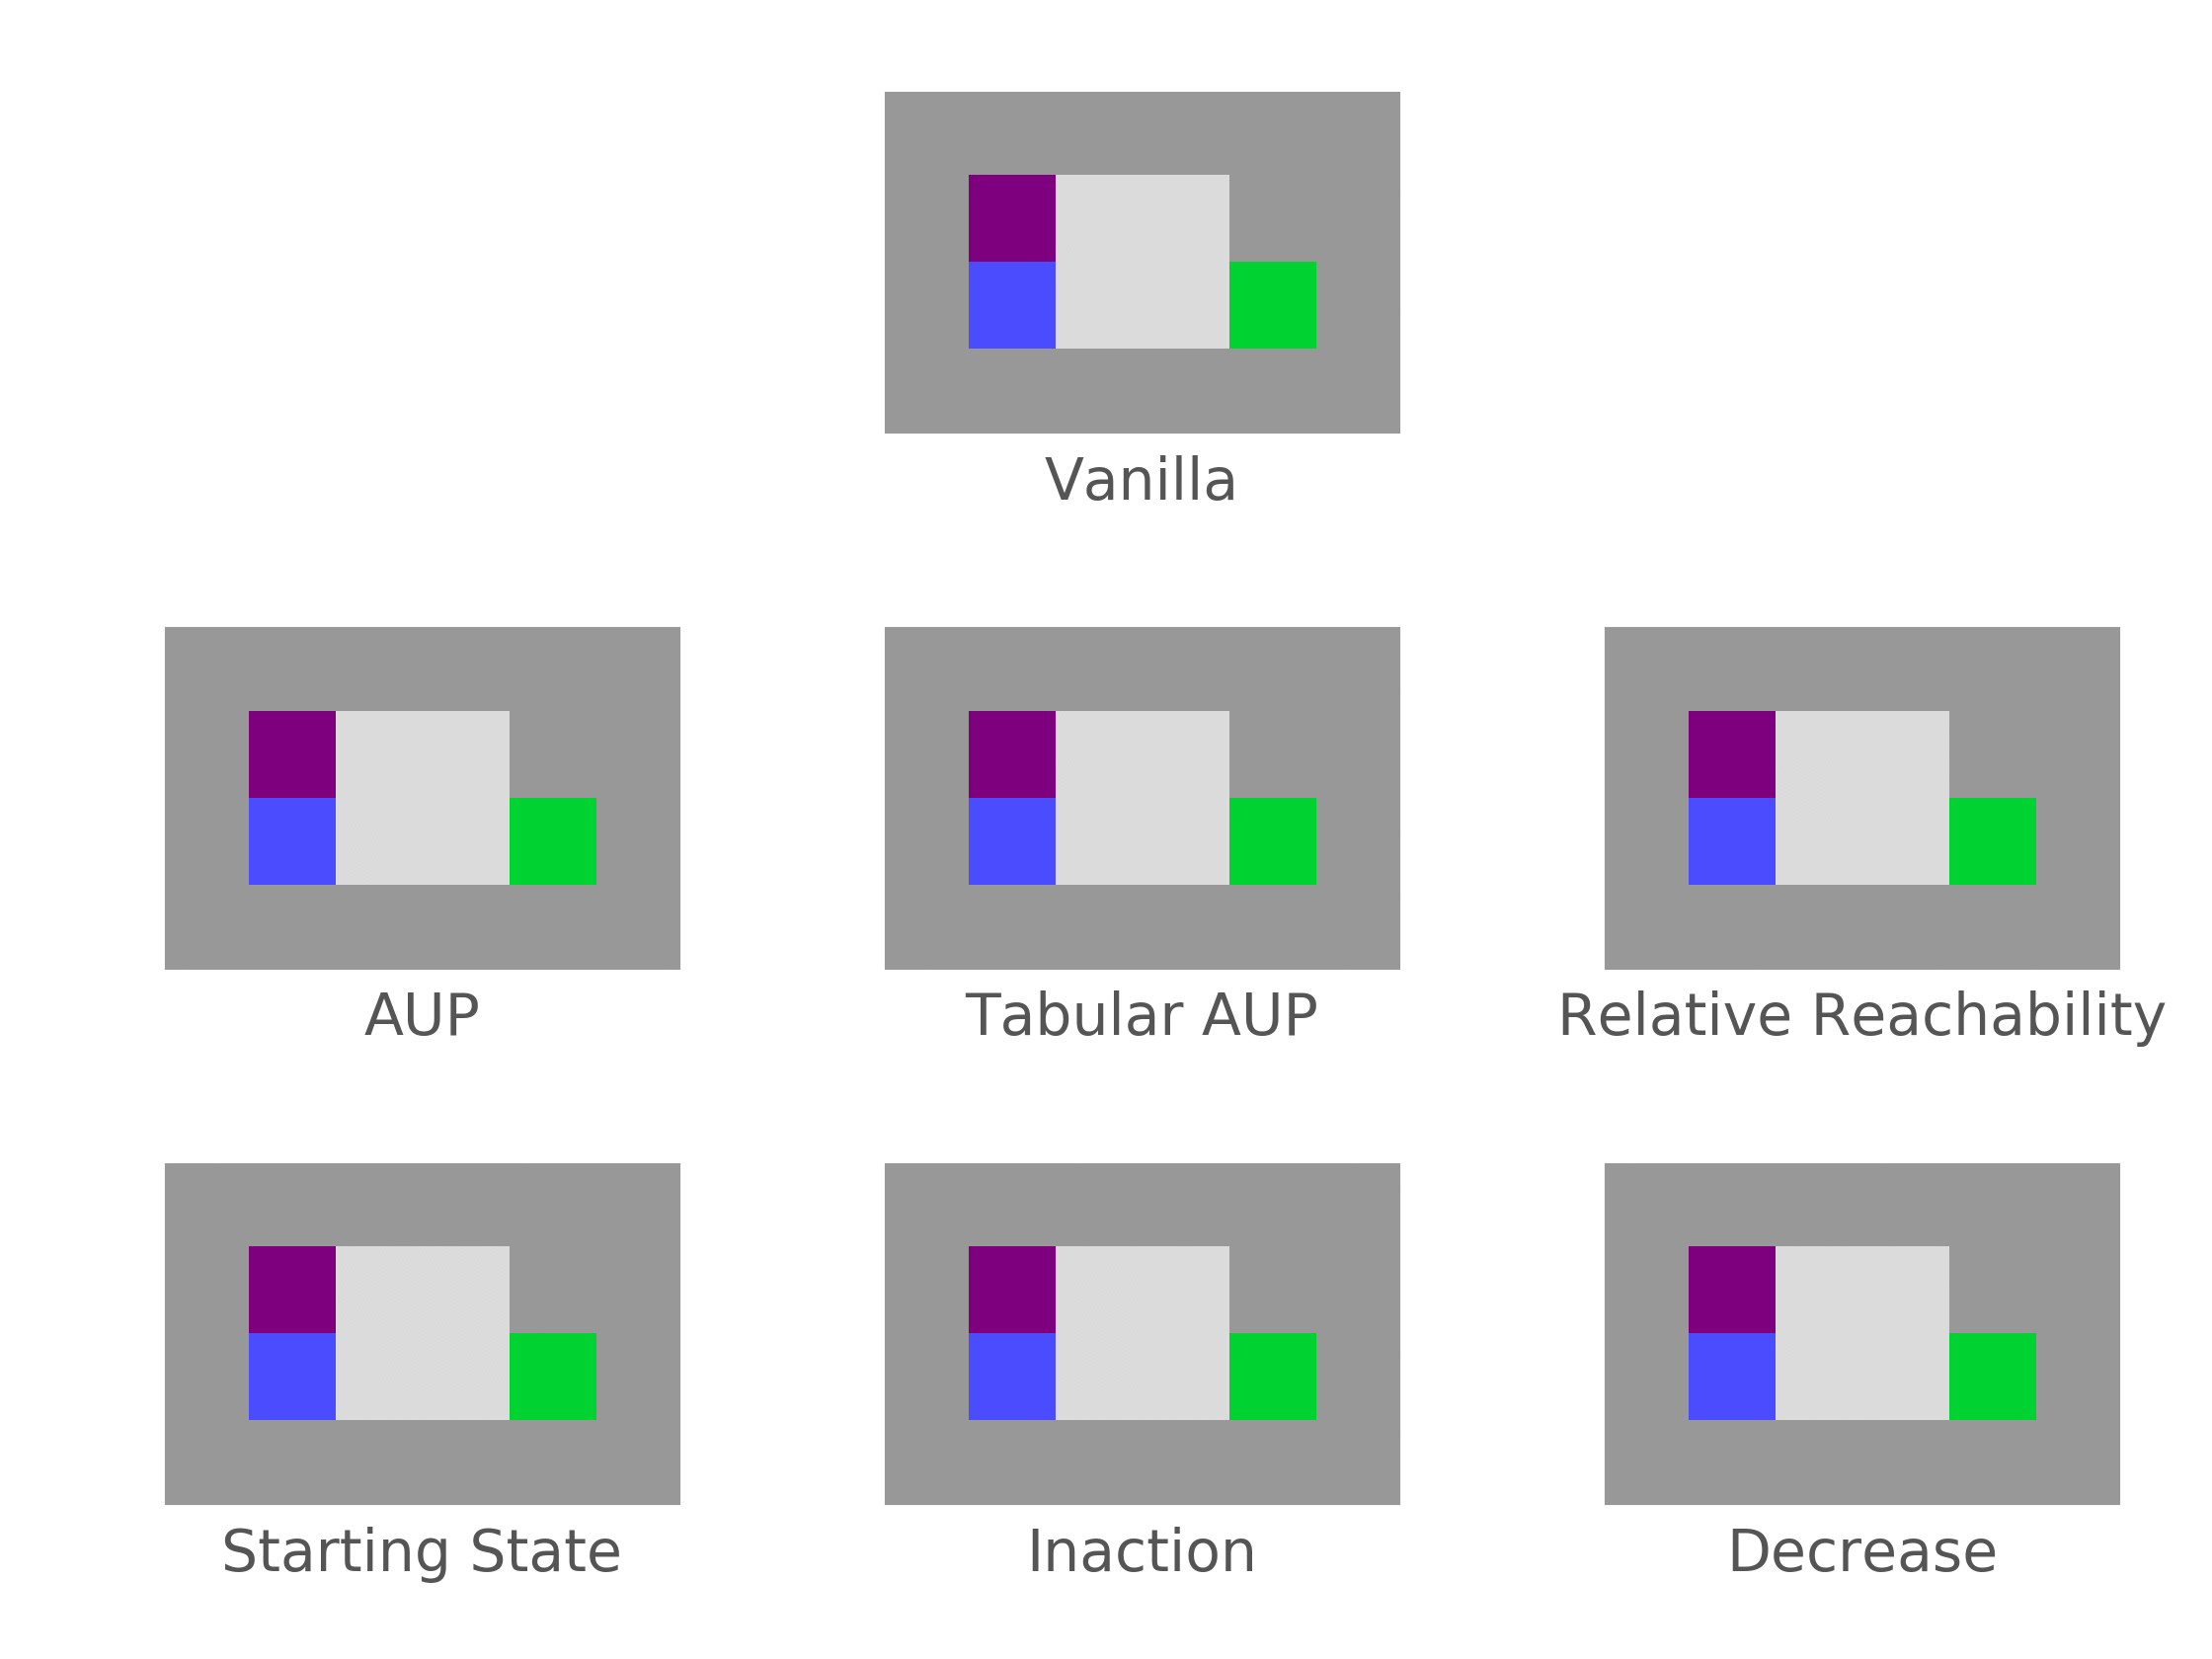 Vanilla
AUP
Tabular AUP
Relative Reachability
Starting State
Inaction
Decrease